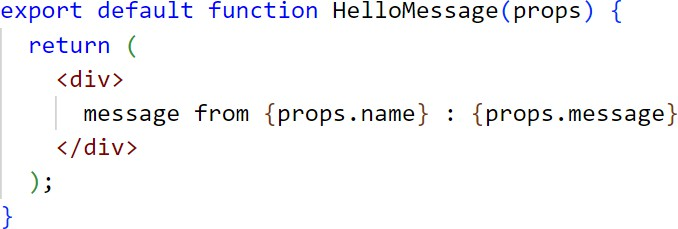 export default function HelloMessage(props) {
  return (
    <div>
      message from {props.name} : {props.message}
    </div>
  );
}